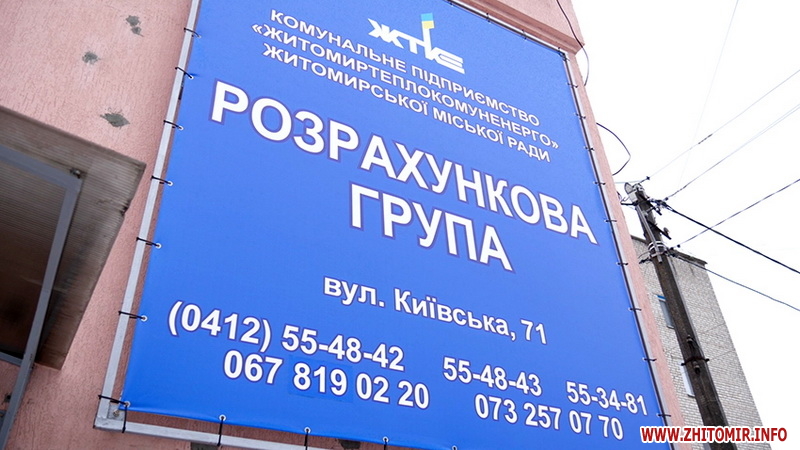 ЖТКЕ
КОМУНАЛЬНЕ ПІДПРИЄМСТВО
«ЖИТОМИРТЕПЛОКОМУНЕНЕРГО»
ЖИТОМИРСЬКОЇ МІСЬКОЇ РАДИ
РОЗРАХУНКОВА
ГРУПА
вул. Київська, 71
(0412) 55-48-42 55-48-43 55-34-81
067 819 02 20 073 257 07 70
WWW.ZHITOMIR.INFO